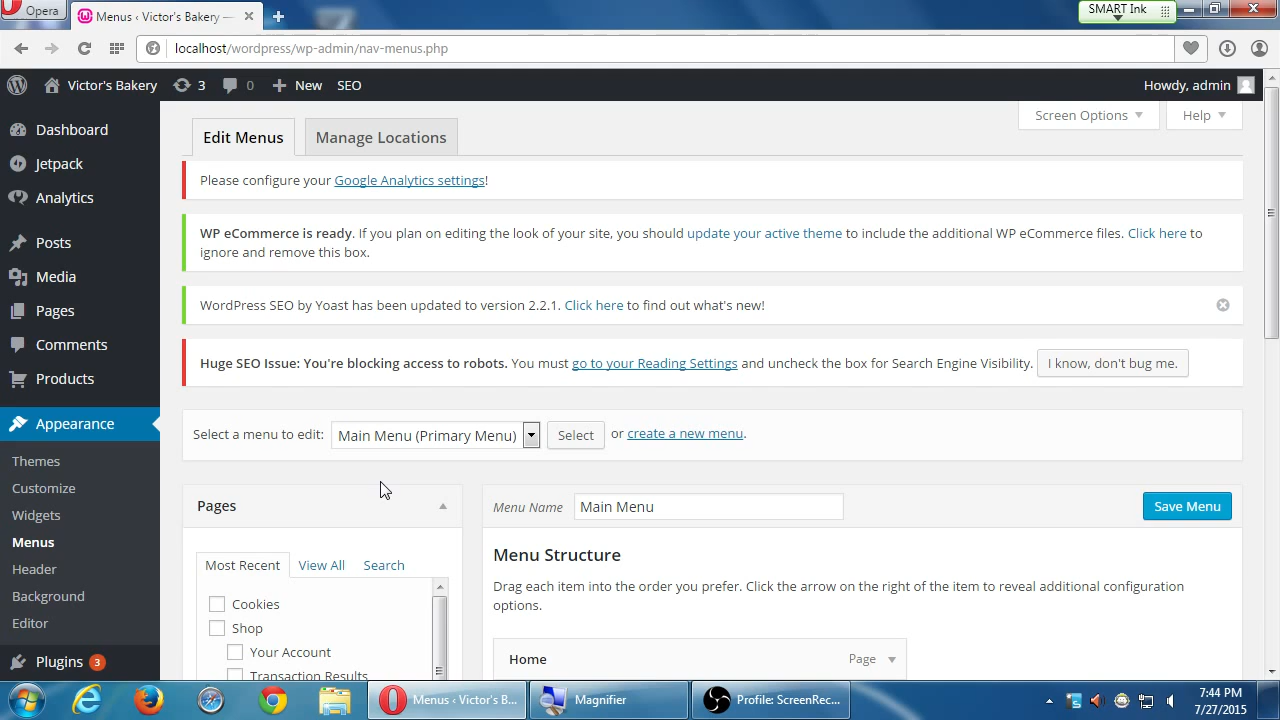 Opera
Menus ‹ Victor's Bakery —
SMART Ink
localhost/wordpress/wp-admin/nav-menus.php
Victor's Bakery 3 0 New SEO
Howdy, admin
Dashboard
Jetpack
Analytics
Posts
Media
Pages
Comments
Products
Appearance
Themes
Customize
Widgets
Menus
Header
Background
Editor
Plugins 3
Screen Options Help
Edit Menus Manage Locations
Please configure your Google Analytics settings!
WP eCommerce is ready. If you plan on editing the look of your site, you should update your active theme to include the additional WP eCommerce files. Click here to
ignore and remove this box.
WordPress SEO by Yoast has been updated to version 2.2.1. Click here to find out what's new!
Huge SEO Issue: You're blocking access to robots. You must go to your Reading Settings and uncheck the box for Search Engine Visibility. I know, don't bug me.
Select a menu to edit: Main Menu (Primary Menu) Select or create a new menu.
Pages
Most Recent View All Search
Cookies
Shop
Your Account
Transaction Results
Menu Name Main Menu Save Menu
Menu Structure
Drag each item into the order you prefer. Click the arrow on the right of the item to reveal additional configuration
options.
Home Page
Menus ‹ Victor's B...
Magnifier
Profile: ScreenRec...
7:44 PM
7/27/2015